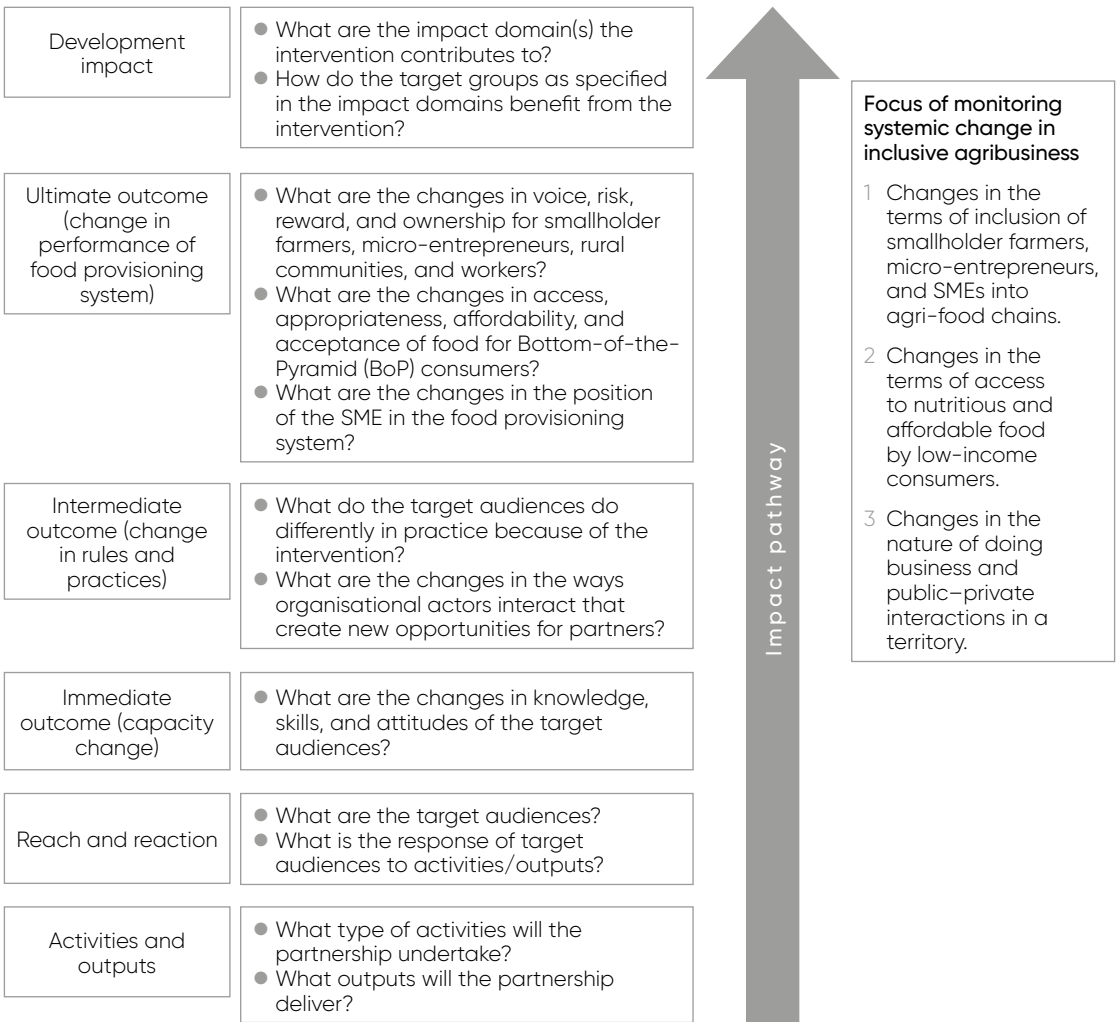 Development
impact
● What are the impact domain(s) the
intervention contributes to?
● How do the target groups as specified
in the impact domains benefit from the
intervention?
Ultimate outcome
(change in
performance of
food provisioning
system)
● What are the changes in voice, risk,
reward, and ownership for smallholder
farmers, micro-entrepreneurs, rural
communities, and workers?
● What are the changes in access,
appropriateness, affordability, and
acceptance of food for Bottom-of-the-
Pyramid (BoP) consumers?
● What are the changes in the position
of the SME in the food provisioning
system?
Intermediate
outcome (change
in rules and
practices)
● What do the target audiences do
differently in practice because of the
intervention?
● What are the changes in the ways
organisational actors interact that
create new opportunities for partners?
Immediate
outcome (capacity
change)
● What are the changes in knowledge,
skills, and attitudes of the target
audiences?
Reach and reaction
● What are the target audiences?
● What is the response of target
audiences to activities/outputs?
Activities and
outputs
● What type of activities will the
partnership undertake?
● What outputs will the partnership
deliver?
Impact pathway
Focus of monitoring
systemic change in
inclusive agribusiness
1 Changes in the
terms of inclusion of
smallholder farmers,
micro-entrepreneurs,
and SMEs into
agri-food chains.
2 Changes in the
terms of access
to nutritious and
affordable food
by low-income
consumers.
3 Changes in the
nature of doing
business and
public–private
interactions in a
territory.